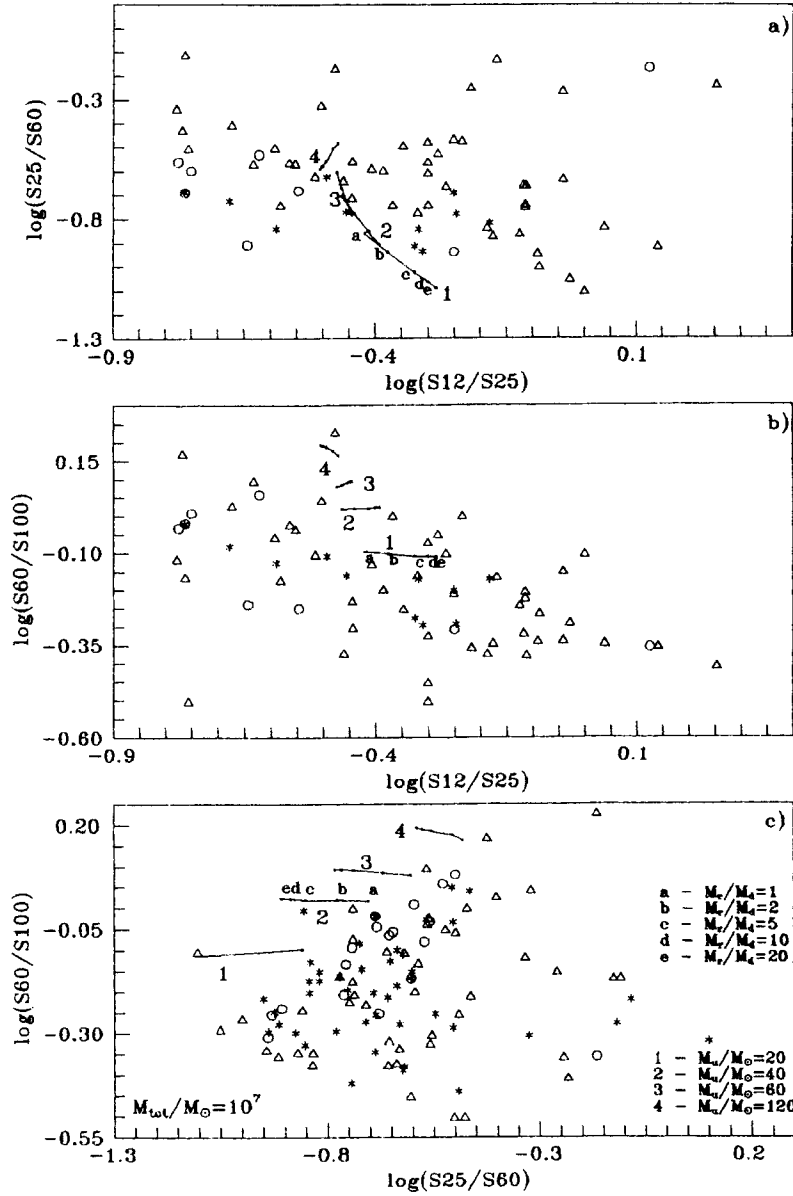 a)
log(S25/S60)
-0.3
-0.8
-1.3
4
3
2
a
b
c
d
e
1
-0.9
-0.4
0.1
log(S12/S25)
b)
log(S60/S100)
0.15
-0.10
-0.35
-0.60
4
3
2
1
a
b
c
de
-0.9
-0.4
0.1
log(S12/S25)
c)
log(S60/S100)
0.20
-0.05
-0.30
-0.55
4
3
ed
c
b
a
2
1
a - Mᵣ/M_d=1
b - Mᵣ/M_d=2
c - Mᵣ/M_d=5
d - Mᵣ/M_d=10
e - Mᵣ/M_d=20
1 - Mᵤ/M☉=20
2 - Mᵤ/M☉=40
3 - Mᵤ/M☉=60
4 - Mᵤ/M☉=120
Mₜₒₜ/M☉=10⁷
-1.3
-0.8
-0.2
0.3
log(S25/S60)